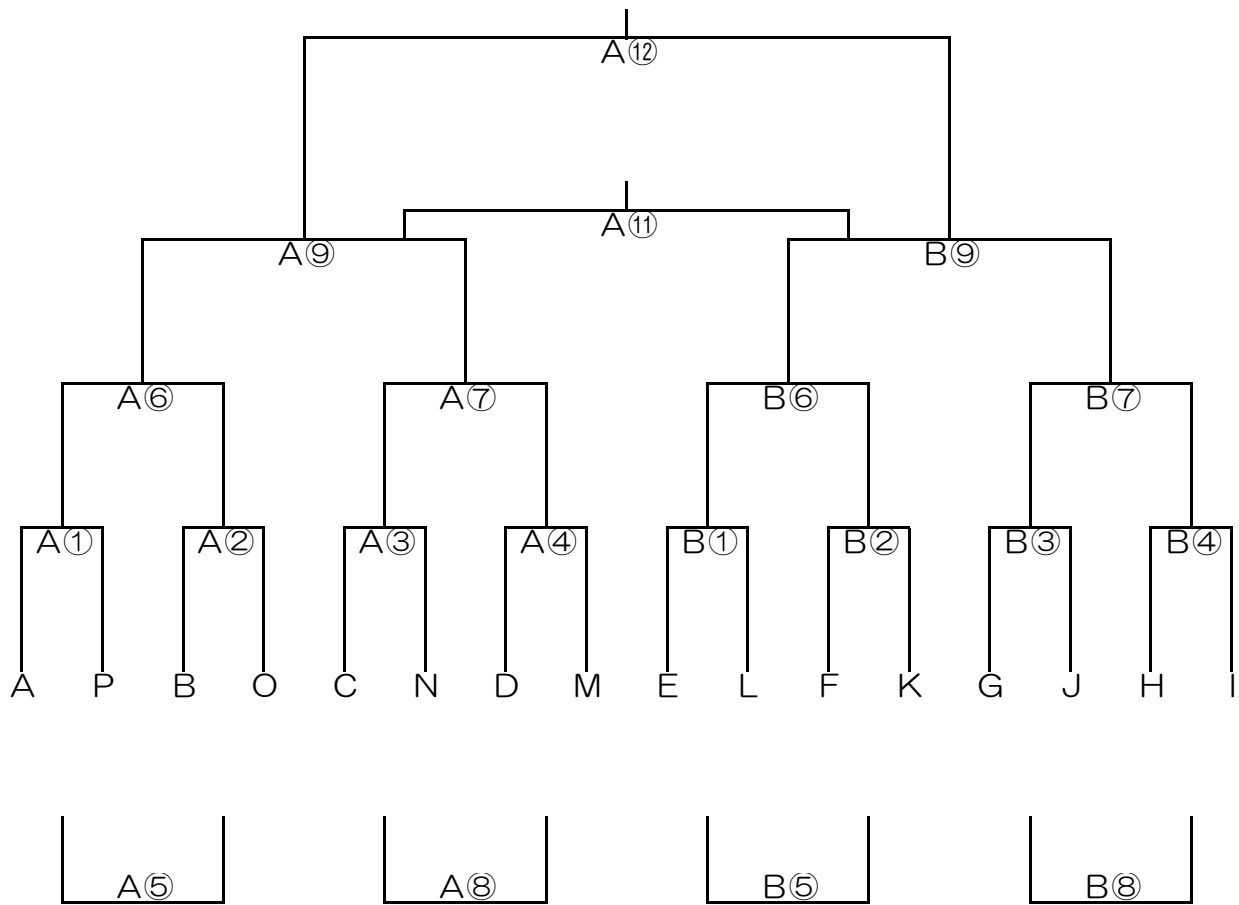 A⑫
A⑪
A⑨ B⑨
A⑥ A⑦ B⑥ B⑦
A① A② A③ A④ B① B② B③ B④
A P B O C N D M E L F K G J H I
A⑤ A⑧ B⑤ B⑧